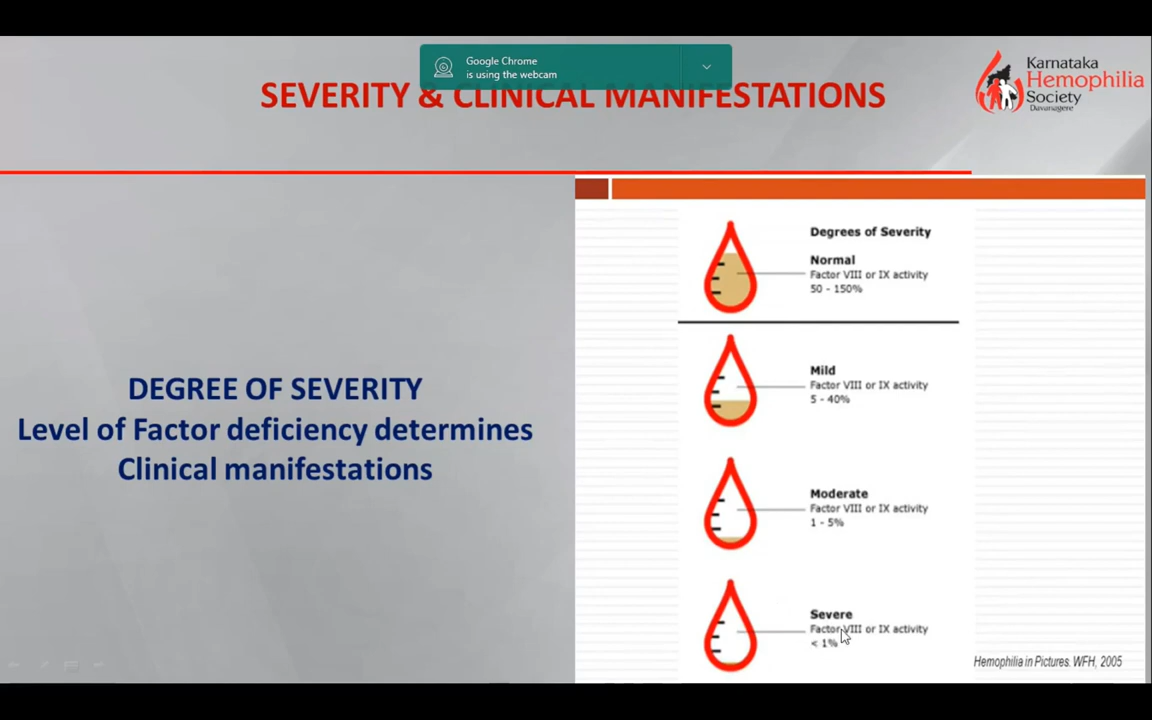 Google Chrome
is using the webcam
SEVERITY & CLINICAL MANIFESTATIONS
Karnataka
Hemophilia
Society
Davanagere
DEGREE OF SEVERITY
Level of Factor deficiency determines
Clinical manifestations
Degrees of Severity
Normal
Factor VIII or IX activity
50 - 150%
Mild
Factor VIII or IX activity
5 - 40%
Moderate
Factor VIII or IX activity
1 - 5%
Severe
Factor VIII or IX activity
< 1%
Hemophilia in Pictures. WFH, 2005